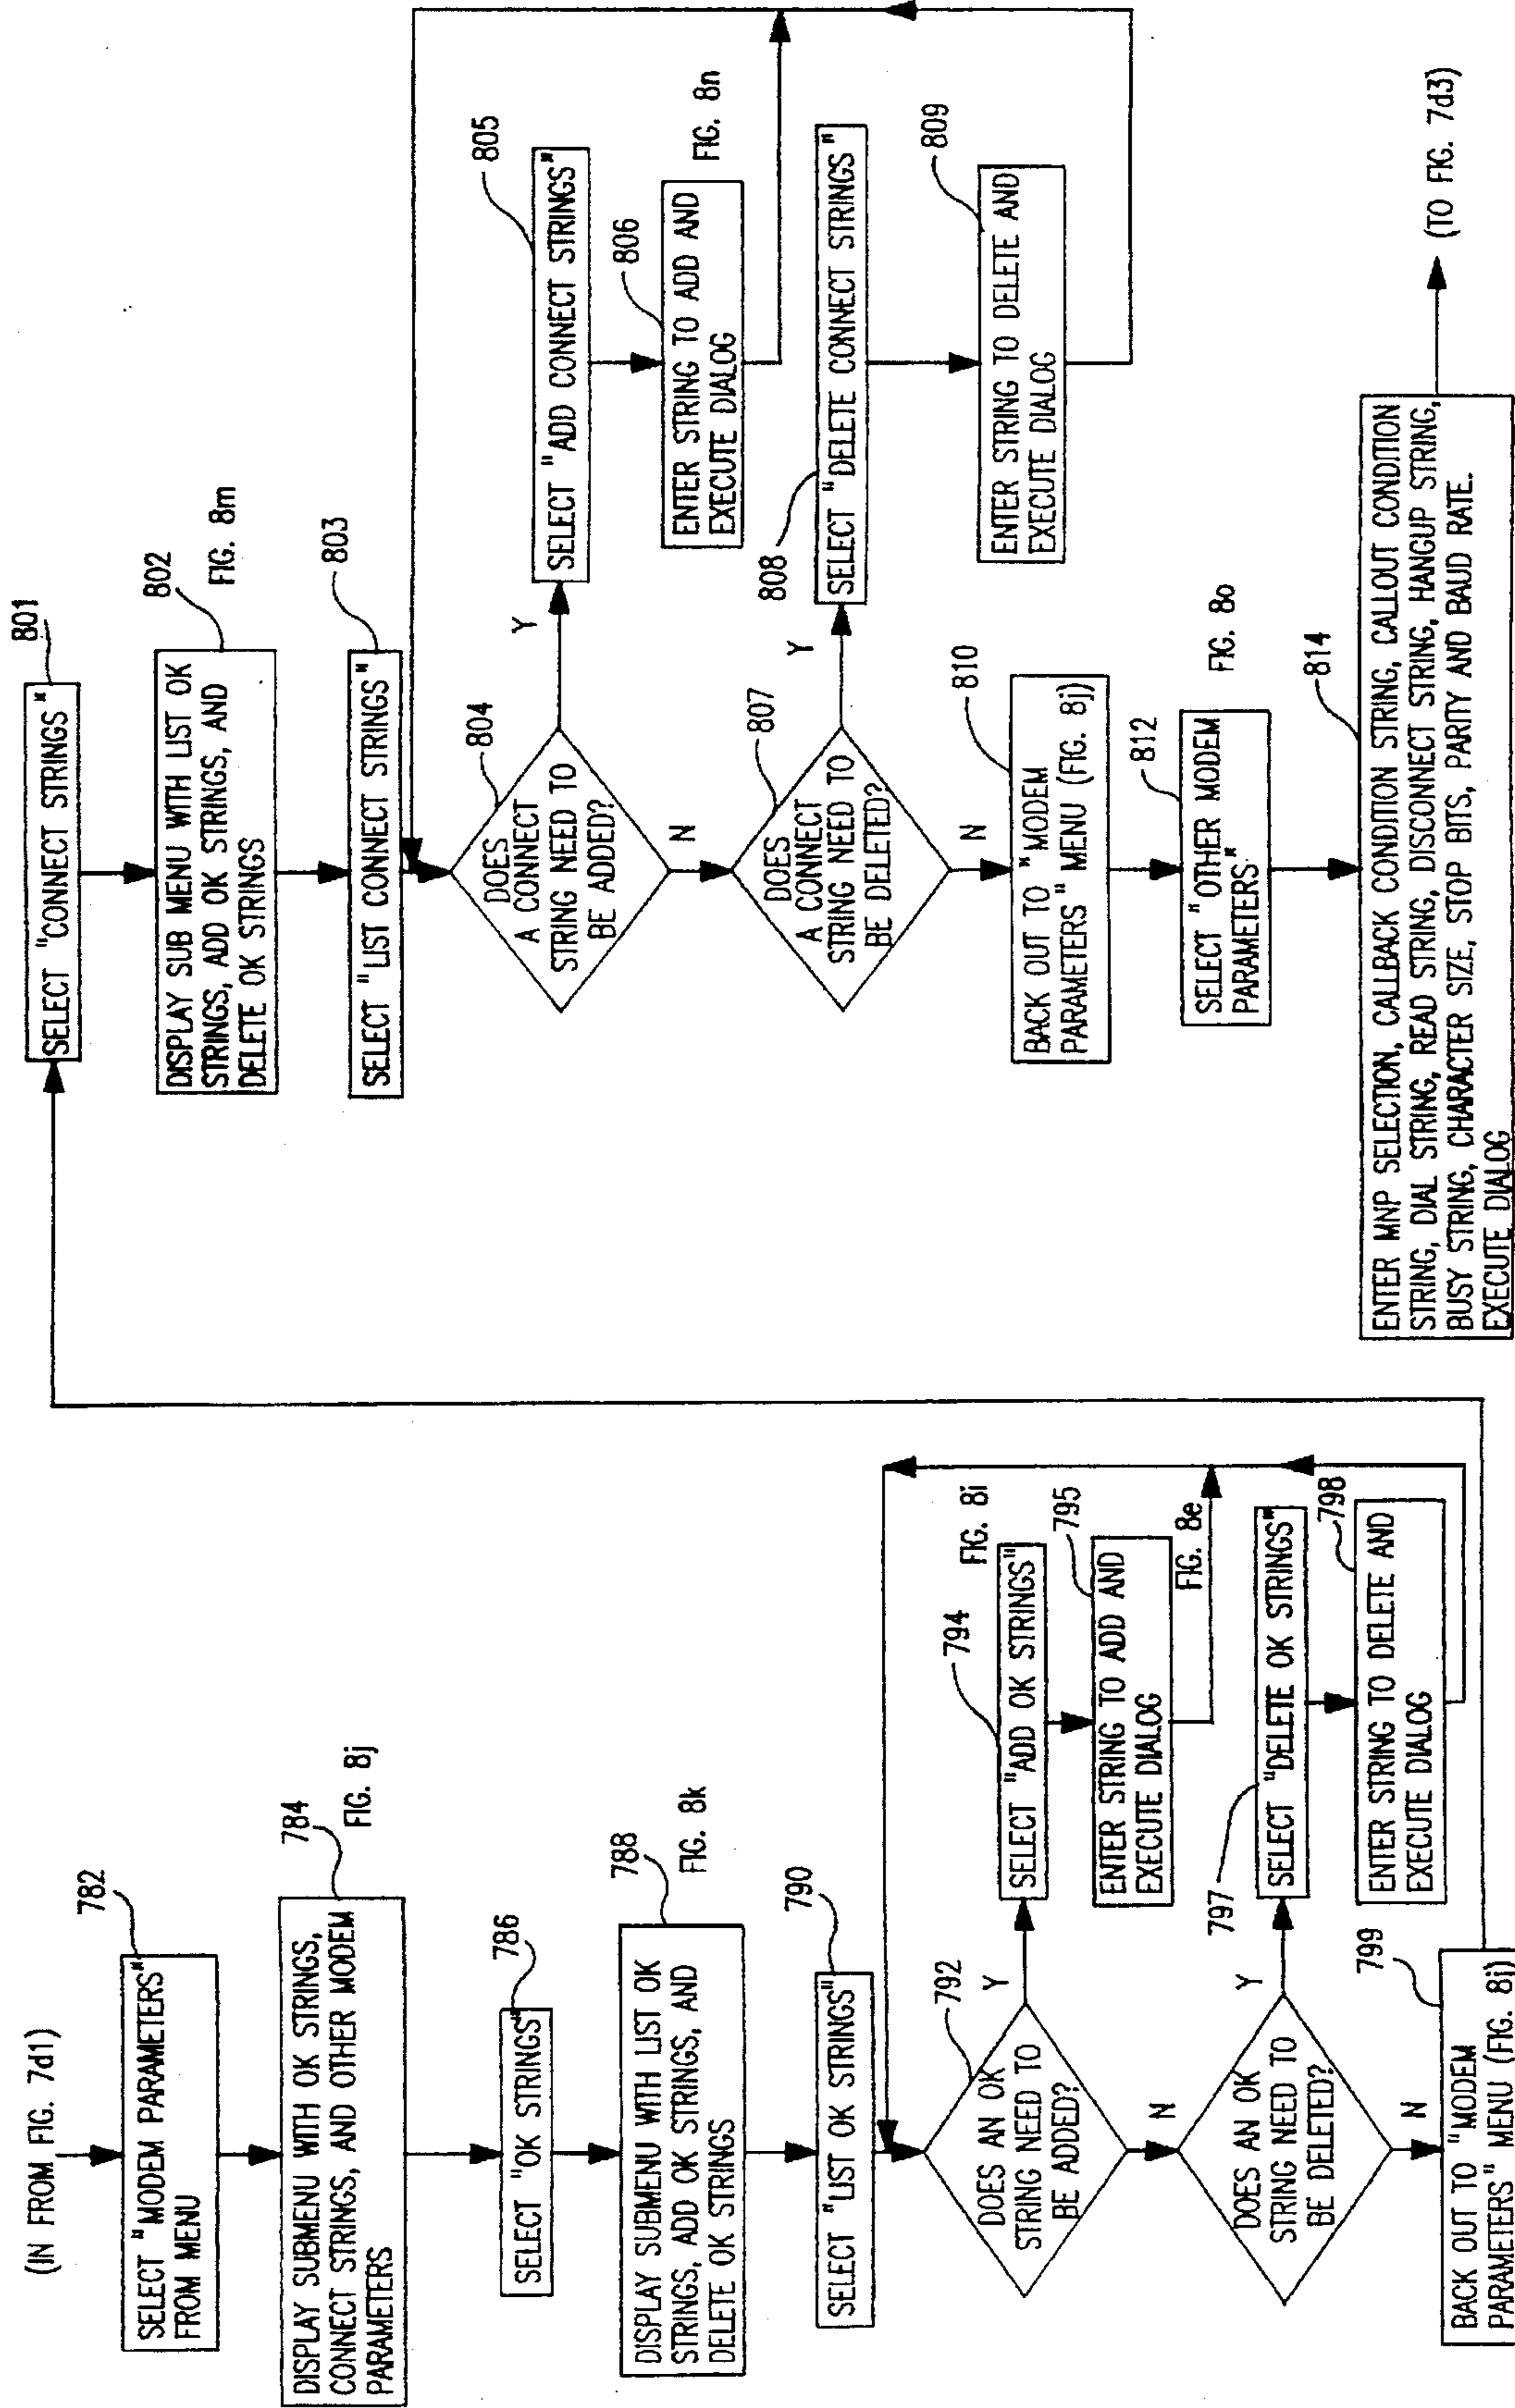 (IN FROM FIG. 7d1)
782
SELECT "MODEM PARAMETERS"
FROM MENU
784
FIG. 8j
DISPLAY SUBMENU WITH OK STRINGS,
CONNECT STRINGS, AND OTHER MODEM
PARAMETERS
786
SELECT "OK STRINGS"
788
FIG. 8k
DISPLAY SUBMENU WITH LIST OK
STRINGS, ADD OK STRINGS, AND
DELETE OK STRINGS
790
SELECT "LIST OK STRINGS"
792
DOES AN OK
STRING NEED TO
BE ADDED?
Y
N
794
FIG. 8i
SELECT "ADD OK STRINGS"
795
ENTER STRING TO ADD AND
EXECUTE DIALOG
FIG. 8e
DOES AN OK
STRING NEED TO
BE DELETED?
Y
N
797
SELECT "DELETE OK STRINGS"
798
ENTER STRING TO DELETE AND
EXECUTE DIALOG
799
BACK OUT TO "MODEM
PARAMETERS" MENU (FIG. 8j)
801
SELECT "CONNECT STRINGS"
802
FIG. 8m
DISPLAY SUB MENU WITH LIST OK
STRINGS, ADD OK STRINGS, AND
DELETE OK STRINGS
803
SELECT "LIST CONNECT STRINGS"
804
DOES
A CONNECT
STRING NEED TO
BE ADDED?
Y
N
805
SELECT "ADD CONNECT STRINGS"
806
ENTER STRING TO ADD AND
EXECUTE DIALOG
FIG. 8n
807
DOES
A CONNECT
STRING NEED TO
BE DELETED?
Y
N
808
SELECT "DELETE CONNECT STRINGS"
809
ENTER STRING TO DELETE AND
EXECUTE DIALOG
810
BACK OUT TO "MODEM
PARAMETERS" MENU (FIG. 8j)
812
FIG. 8o
SELECT "OTHER MODEM
PARAMETERS"
814
ENTER MNP SELECTION, CALLBACK CONDITION STRING, CALLOUT CONDITION
STRING, DIAL STRING, READ STRING, DISCONNECT STRING, HANGUP STRING,
BUSY STRING, CHARACTER SIZE, STOP BITS, PARITY AND BAUD RATE.
EXECUTE DIALOG
(TO FIG. 7d3)